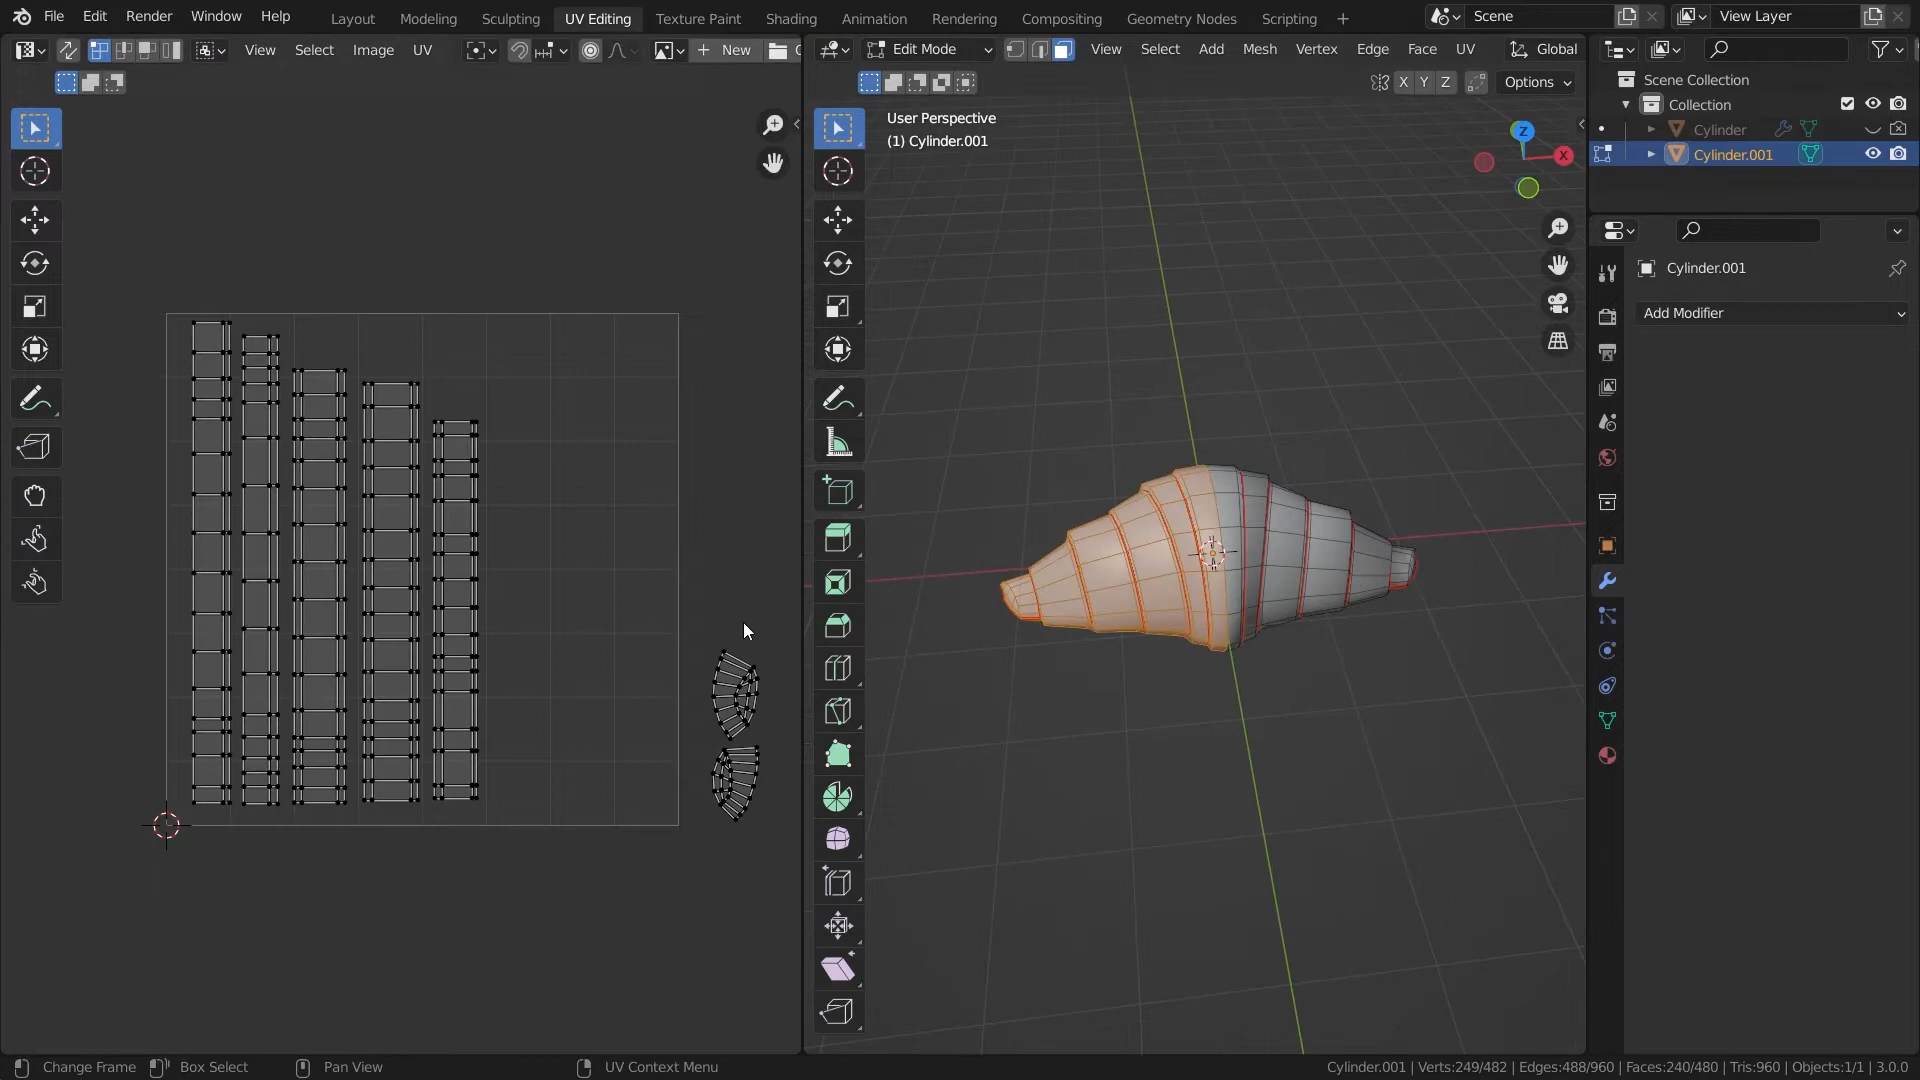 File Edit Render Window Help Layout Modeling Sculpting UV Editing Texture Paint Shading Animation Rendering Compositing Geometry Nodes Scripting + Scene View Layer
View Select Image UV New
Edit Mode View Select Add Mesh Vertex Edge Face UV Global
X Y Z Options
User Perspective
(1) Cylinder.001
Z
X
Scene Collection
Collection
Cylinder
Cylinder.001
Cylinder.001
Add Modifier
Change Frame Box Select Pan View UV Context Menu Cylinder.001 | Verts:249/482 | Edges:488/960 | Faces:240/480 | Tris:960 | Objects:1/1 | 3.0.0